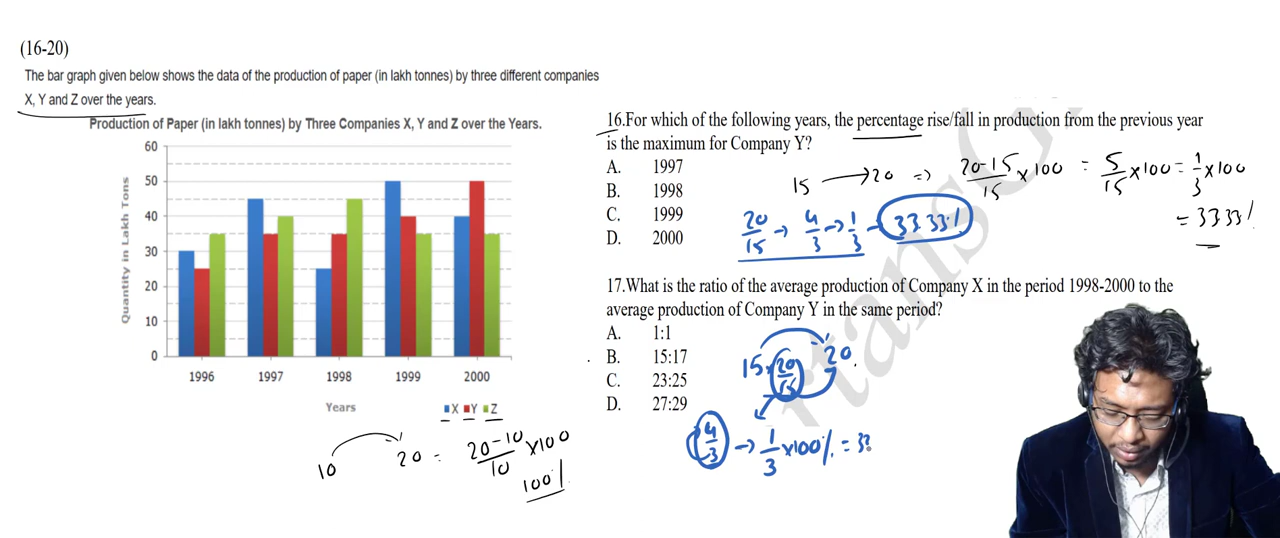 (16-20)
The bar graph given below shows the data of the production of paper (in lakh tonnes) by three different companies
X, Y and Z over the years.
Production of Paper (in lakh tonnes) by Three Companies X, Y and Z over the Years.
Quantity in Lakh Tons
60
50
40
30
20
10
0
1996 1997 1998 1999 2000
Years
X Y Z
10 20 = 20-10/10 ×100
100%
16.For which of the following years, the percentage rise/fall in production from the previous year
is the maximum for Company Y?
A. 1997
B. 1998
C. 1999
D. 2000
15 → 20 => 20-15/15 ×100 = 5/15 ×100 = 1/3 ×100
= 33 33%
20/15 → 4/3 → 1/3 - 33.33%
17.What is the ratio of the average production of Company X in the period 1998-2000 to the
average production of Company Y in the same period?
A. 1:1
B. 15:17
C. 23:25
D. 27:29
15 20/15 20
4/3 → 1/3 ×100% = 33